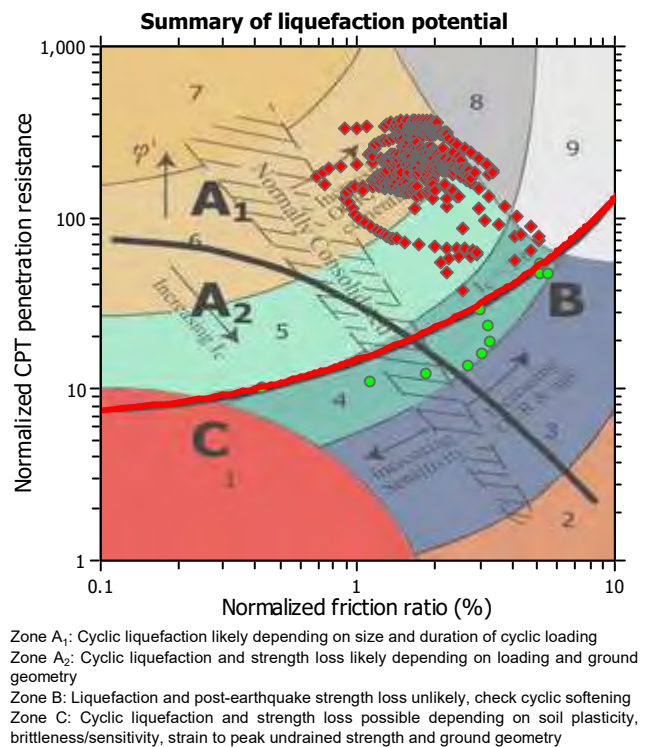 Summary of liquefaction potential
1,000
100
10
1
Normalized CPT penetration resistance
7
8
9
φ'
A1
Normally Consolidated
6
A2
Increasing Ic
5
B
4
C
1
3
Increasing
Sensitivity
2
0.1
1
10
Normalized friction ratio (%)
Zone A1: Cyclic liquefaction likely depending on size and duration of cyclic loading
Zone A2: Cyclic liquefaction and strength loss likely depending on loading and ground
geometry
Zone B: Liquefaction and post-earthquake strength loss unlikely, check cyclic softening
Zone C: Cyclic liquefaction and strength loss possible depending on soil plasticity,
brittleness/sensitivity, strain to peak undrained strength and ground geometry